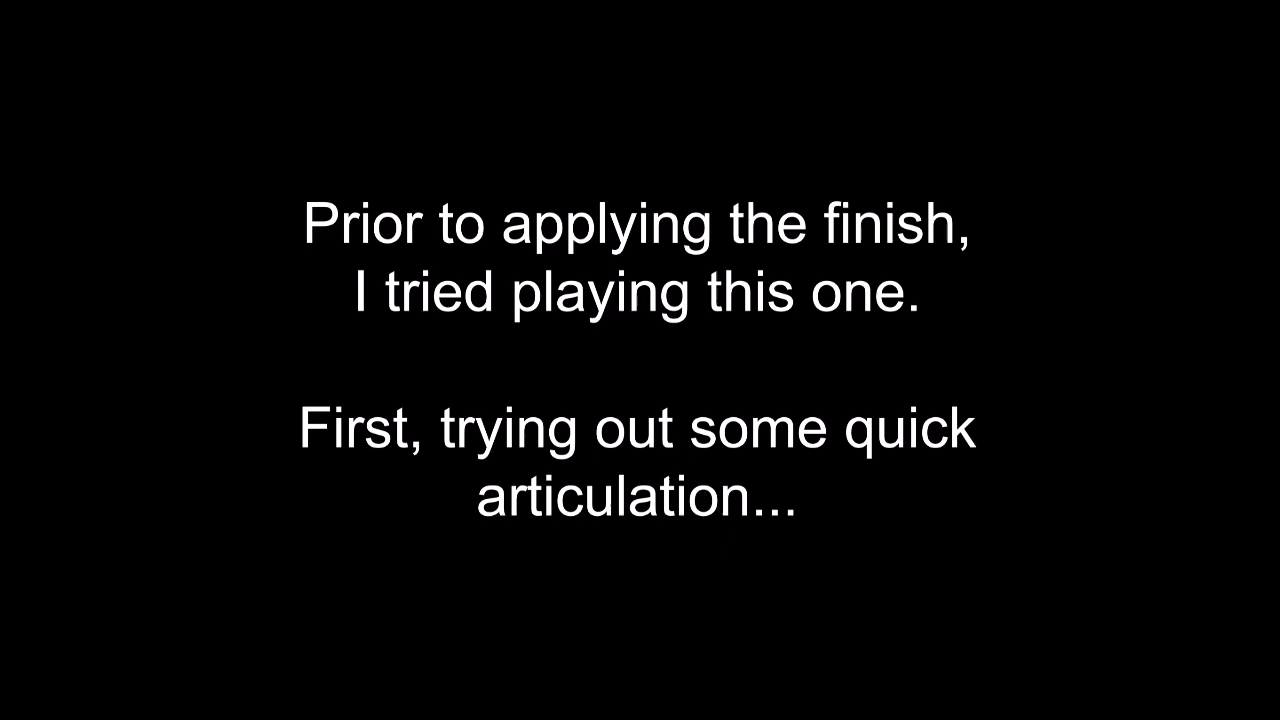 Prior to applying the finish,
I tried playing this one.
First, trying out some quick
articulation...